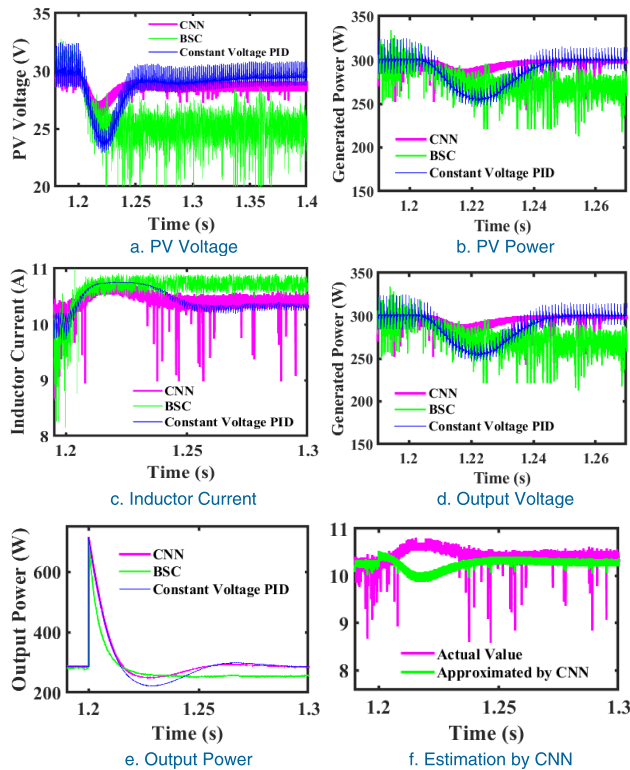 PV Voltage (V)
35
30
25
20
CNN
BSC
Constant Voltage PID
1.2
1.25
1.3
1.35
1.4
Time (s)
a. PV Voltage
Generated Power (W)
350
300
250
200
150
CNN
BSC
Constant Voltage PID
1.2
1.22
1.24
1.26
Time (s)
b. PV Power
Inductor Current (A)
11
10
9
8
CNN
BSC
Constant Voltage PID
1.2
1.25
1.3
Time (s)
c. Inductor Current
Generated Power (W)
350
300
250
200
150
CNN
BSC
Constant Voltage PID
1.2
1.22
1.24
1.26
Time (s)
d. Output Voltage
Output Power (W)
600
400
200
CNN
BSC
Constant Voltage PID
1.2
1.25
1.3
Time (s)
e. Output Power
11
10
9
8
Actual Value
Approximated by CNN
1.2
1.25
1.3
Time (s)
f. Estimation by CNN